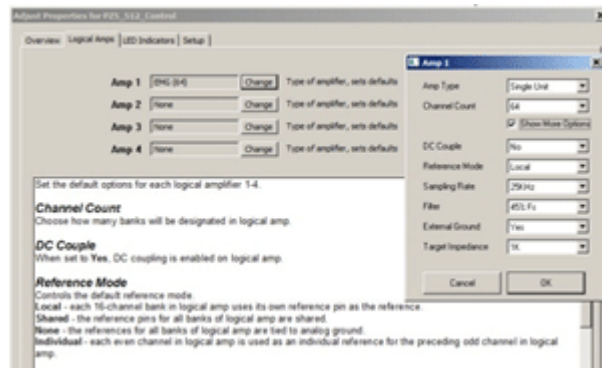 Adjust Properties for PZ5_512_Control
Overview Logical Amps LED Indicators Setup
Amp 1 EMG (64) Change Type of amplifier, sets defaults
Amp 2 None Change Type of amplifier, sets defaults
Amp 3 None Change Type of amplifier, sets defaults
Amp 4 None Change Type of amplifier, sets defaults
Set the default options for each logical amplifier 1-4.
Channel Count
Choose how many banks will be designated in logical amp.
DC Couple
When set to Yes, DC coupling is enabled on logical amp.
Reference Mode
Controls the default reference mode.
Local - each 16-channel bank in logical amp uses its own reference pin as the reference.
Shared - the reference pins for all banks of logical amp are shared.
None - the references for all banks of logical amp are tied to analog ground.
Individual - each even channel in logical amp is used as an individual reference for the preceding odd channel in logical
amp.
Amp 1
Amp Type Single Unit
Channel Count 64
Show More Options
DC Couple No
Reference Mode Local
Sampling Rate 25KHz
Filter 45% Fs
External Ground Yes
Target Impedance 1K
Cancel OK